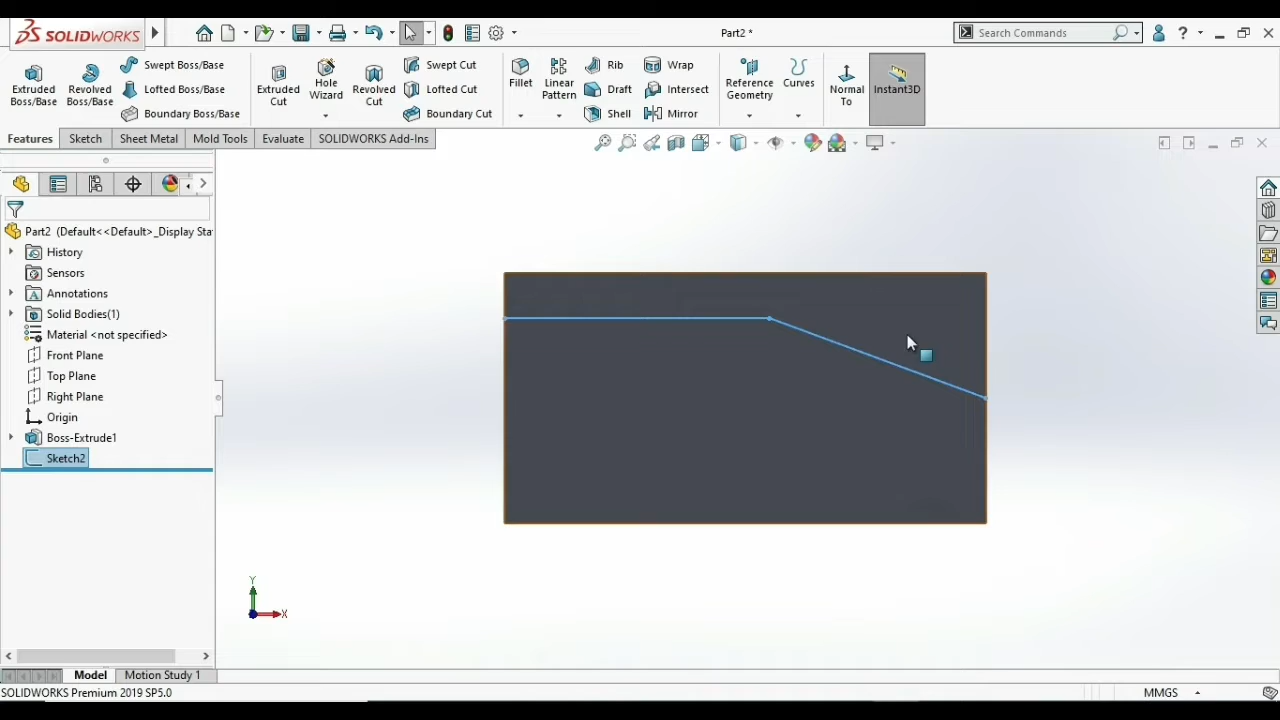 SOLIDWORKS
Part2 *
Search Commands
?
Extruded Boss/Base
Revolved Boss/Base
Swept Boss/Base
Lofted Boss/Base
Boundary Boss/Base
Extruded Cut
Hole Wizard
Revolved Cut
Swept Cut
Lofted Cut
Boundary Cut
Fillet
Linear Pattern
Rib
Draft
Shell
Wrap
Intersect
Mirror
Reference Geometry
Curves
Normal To
Instant3D
Features
Sketch
Sheet Metal
Mold Tools
Evaluate
SOLIDWORKS Add-Ins
Part2 (Default<<Default>_Display Sta
History
Sensors
Annotations
Solid Bodies(1)
Material <not specified>
Front Plane
Top Plane
Right Plane
Origin
Boss-Extrude1
Sketch2
Y
X
Model
Motion Study 1
SOLIDWORKS Premium 2019 SP5.0
MMGS